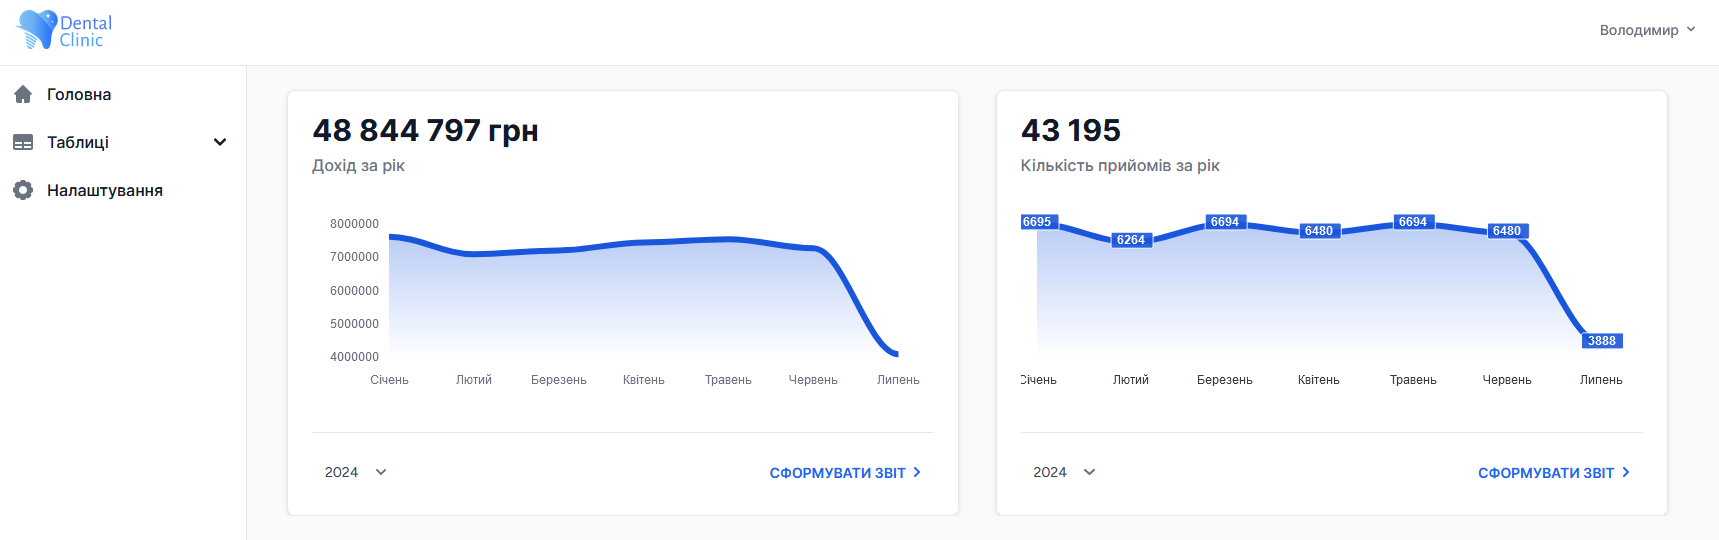 Dental
Clinic
Володимир
Головна
Таблиці
Налаштування
48 844 797 грн
Дохід за рік
8000000
7000000
6000000
5000000
4000000
Січень Лютий Березень Квітень Травень Червень Липень
2024
СФОРМУВАТИ ЗВІТ
43 195
Кількість прийомів за рік
6695 6264 6694 6480 6694 6480 3888
Січень Лютий Березень Квітень Травень Червень Липень
2024
СФОРМУВАТИ ЗВІТ